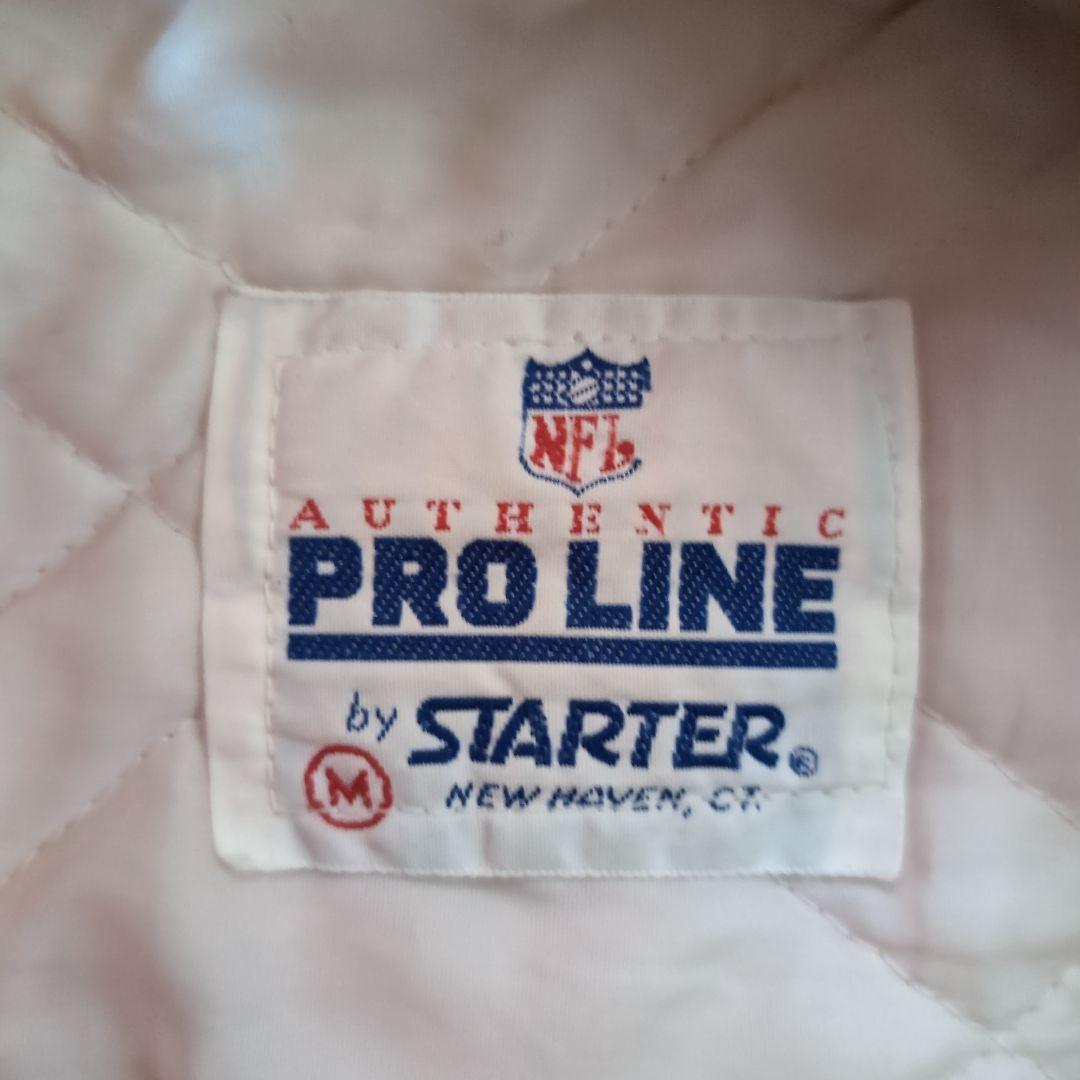 NFL
AUTHENTIC
PRO LINE
by STARTER®
M
NEW HAVEN, CT.